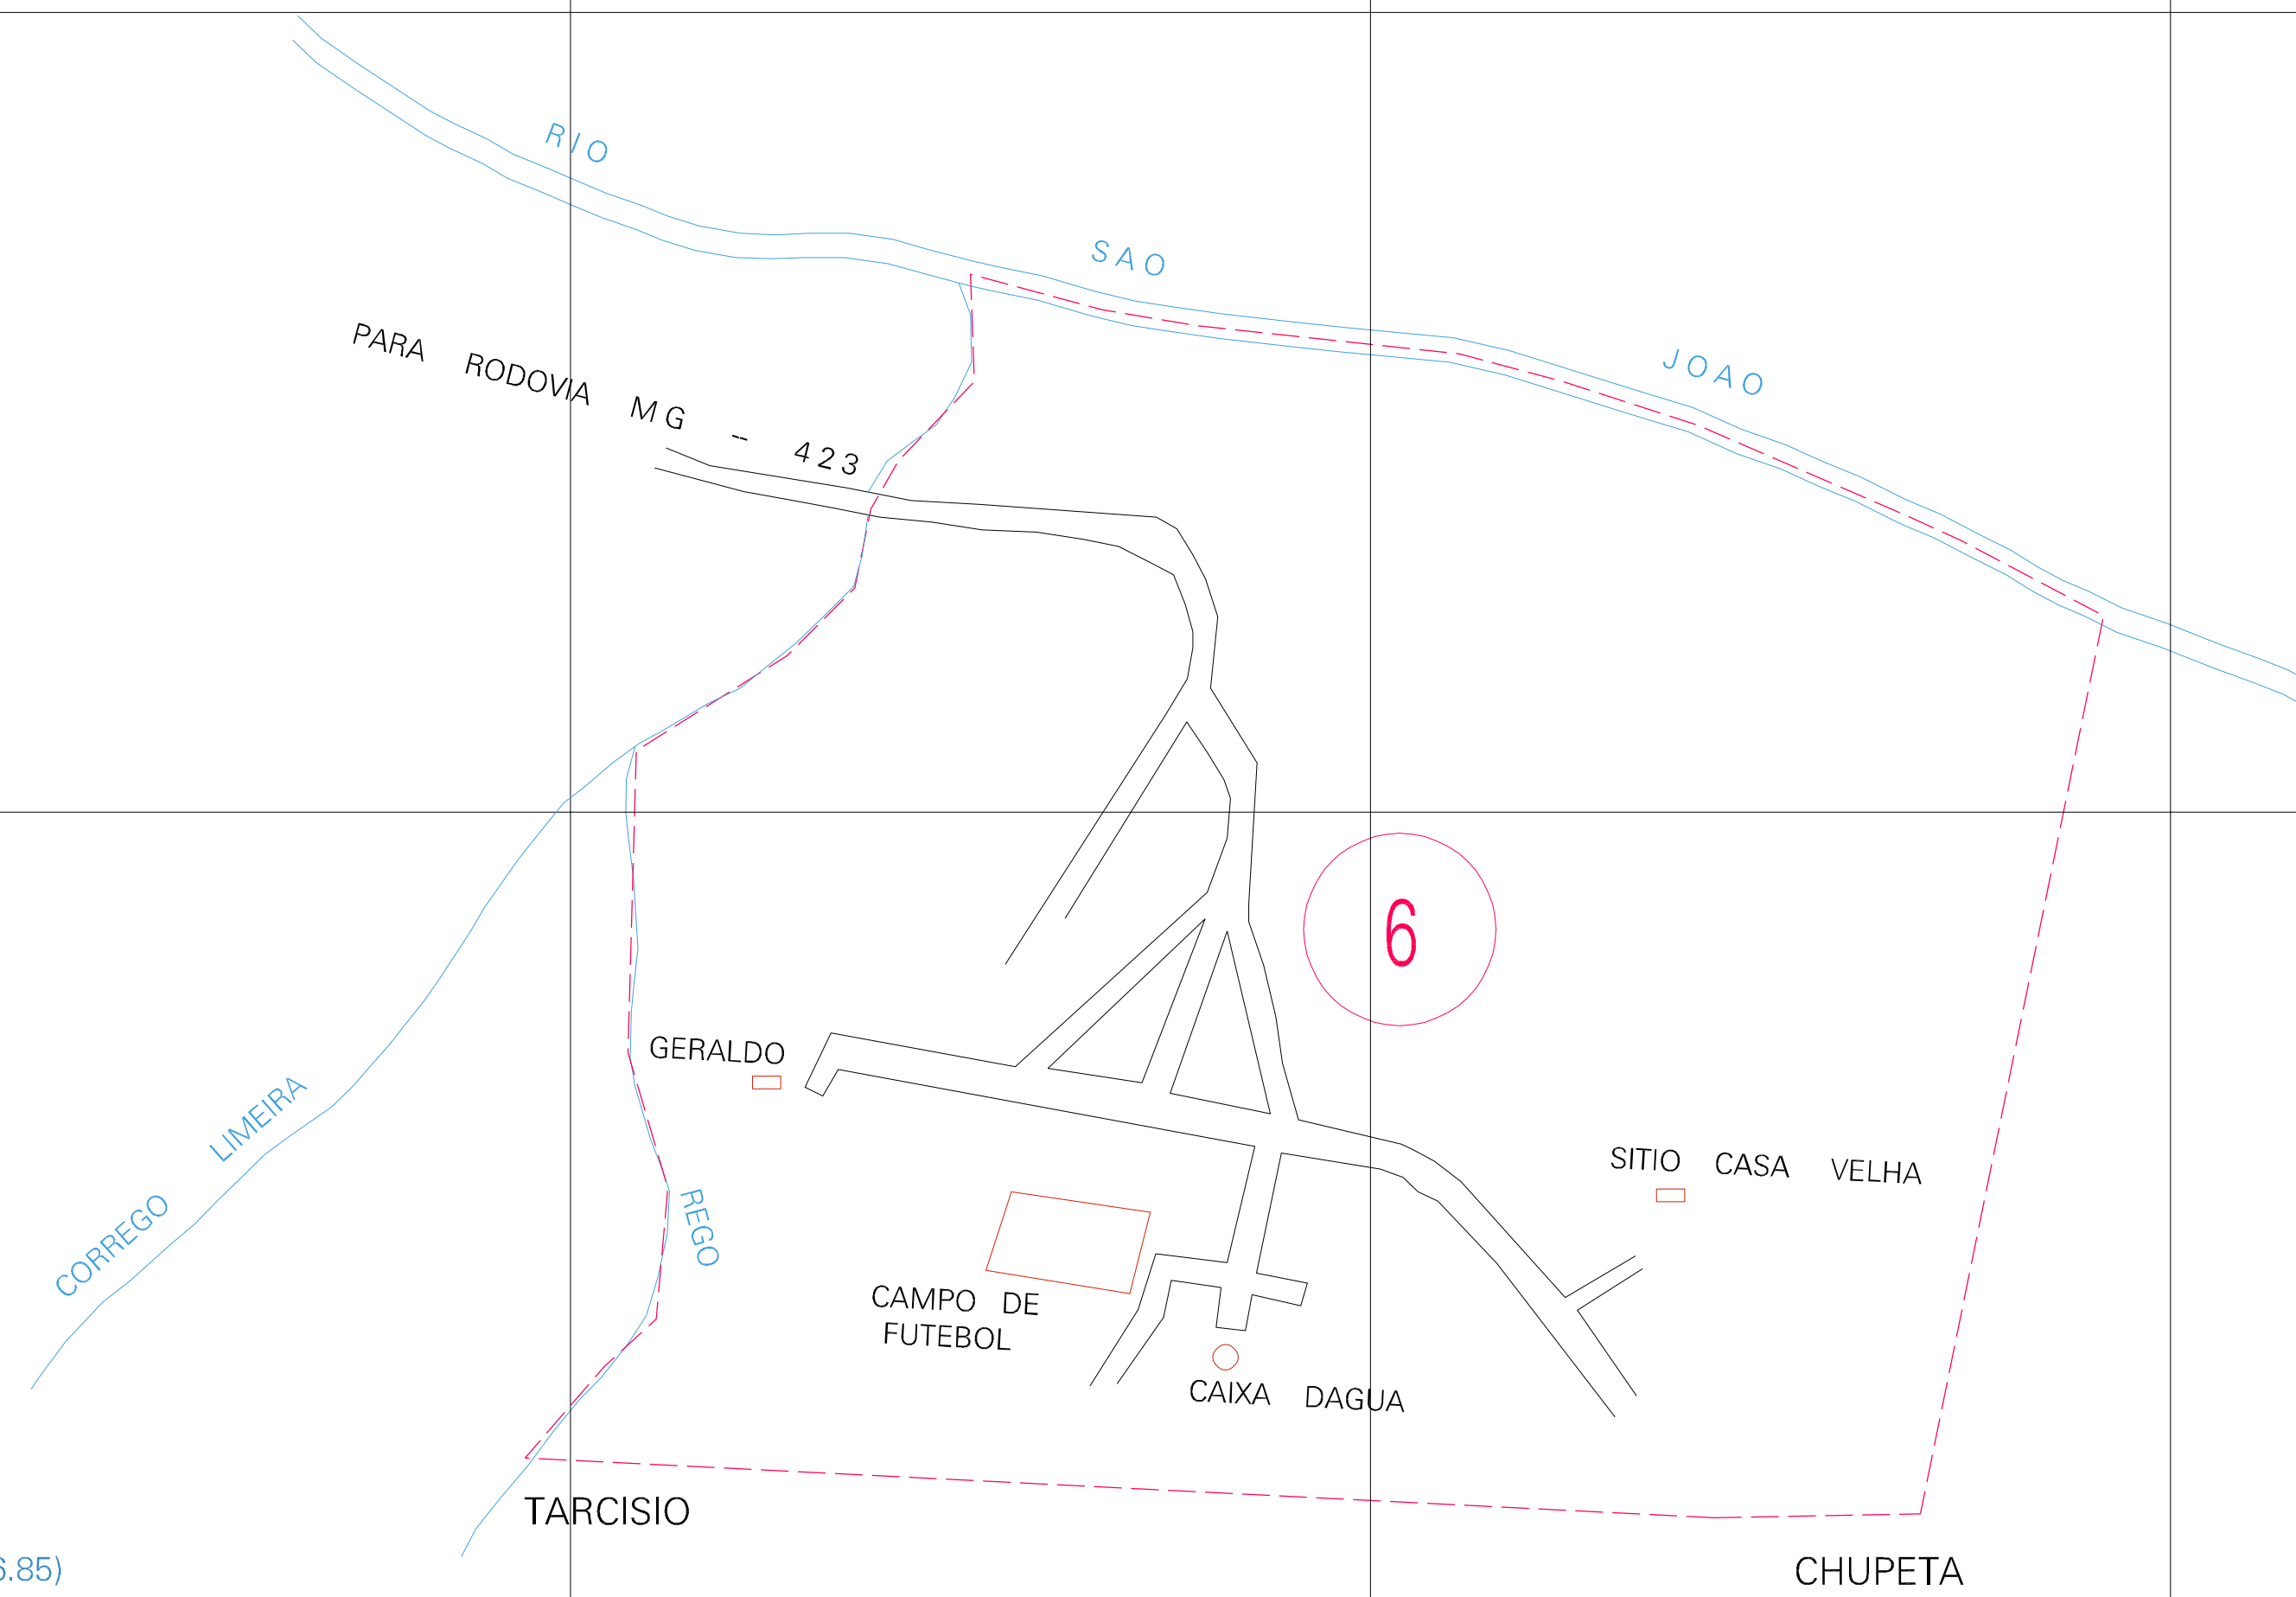 RIO SAO JOAO
PARA RODOVIA MG -- 423
6
GERALDO
CORREGO LIMEIRA
REGO
SITIO CASA VELHA
CAMPO DE
FUTEBOL
CAIXA DAGUA
TARCISIO
CHUPETA
.85)